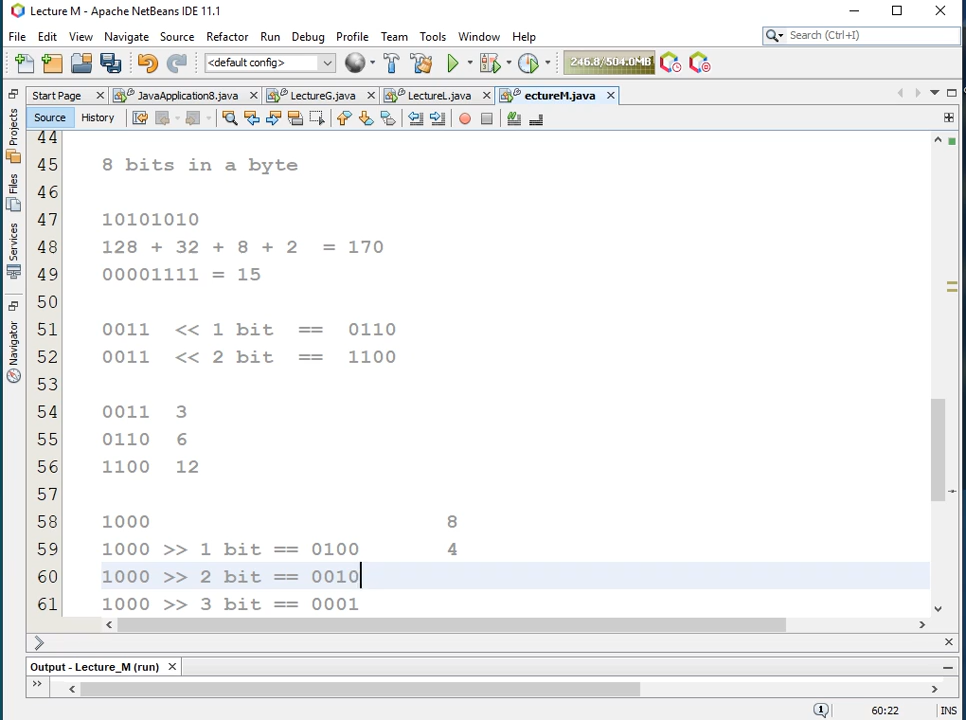 Lecture M - Apache NetBeans IDE 11.1
File Edit View Navigate Source Refactor Run Debug Profile Team Tools Window Help
Search (Ctrl+I)
<default config>
246.8/504.0MB
Start Page JavaApplication8.java LectureG.java LectureL.java ectureM.java
Source History
Projects
Files
Services
Navigator
44
45 8 bits in a byte
46
47 10101010
48 128 + 32 + 8 + 2 = 170
49 00001111 = 15
50
51 0011 << 1 bit == 0110
52 0011 << 2 bit == 1100
53
54 0011 3
55 0110 6
56 1100 12
57
58 1000 8
59 1000 >> 1 bit == 0100 4
60 1000 >> 2 bit == 0010
61 1000 >> 3 bit == 0001
Output - Lecture_M (run)
1 60:22 INS